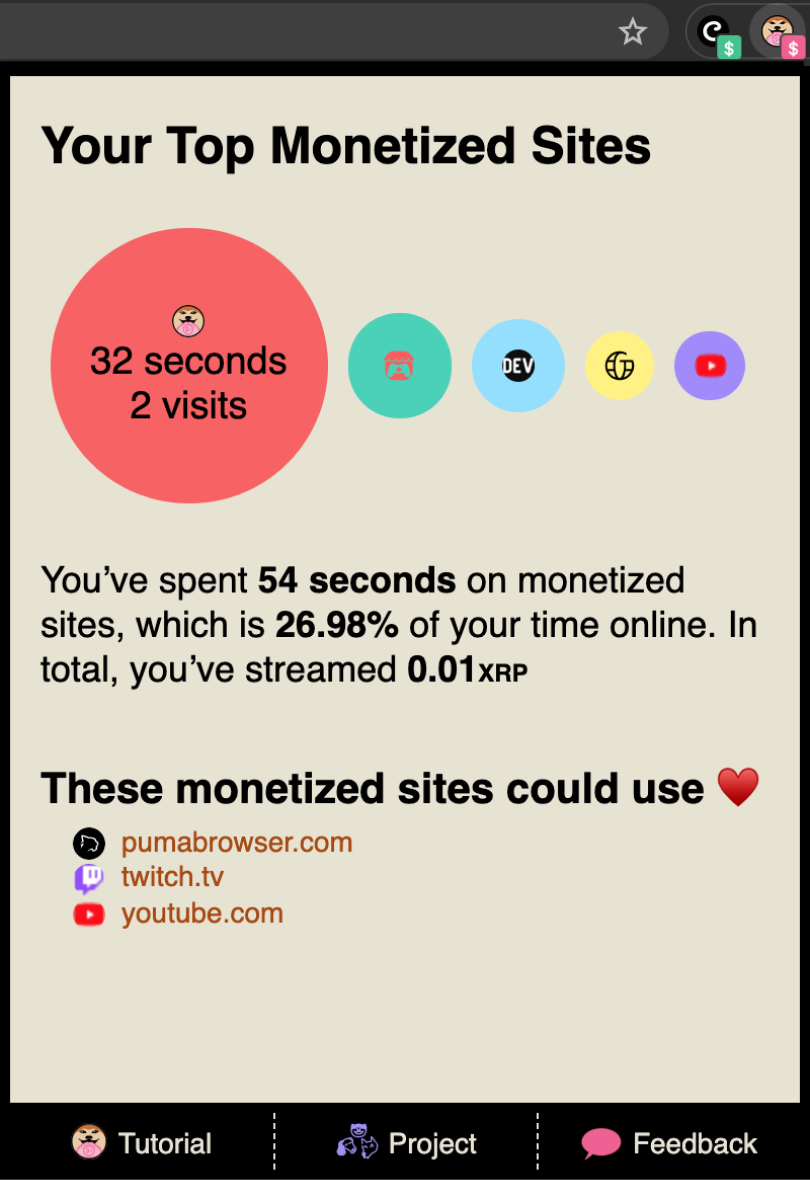 $
$
Your Top Monetized Sites
32 seconds
2 visits
DEV
You’ve spent 54 seconds on monetized
sites, which is 26.98% of your time online. In
total, you’ve streamed 0.01XRP
These monetized sites could use ♥
pumabrowser.com
twitch.tv
youtube.com
Tutorial
Project
Feedback